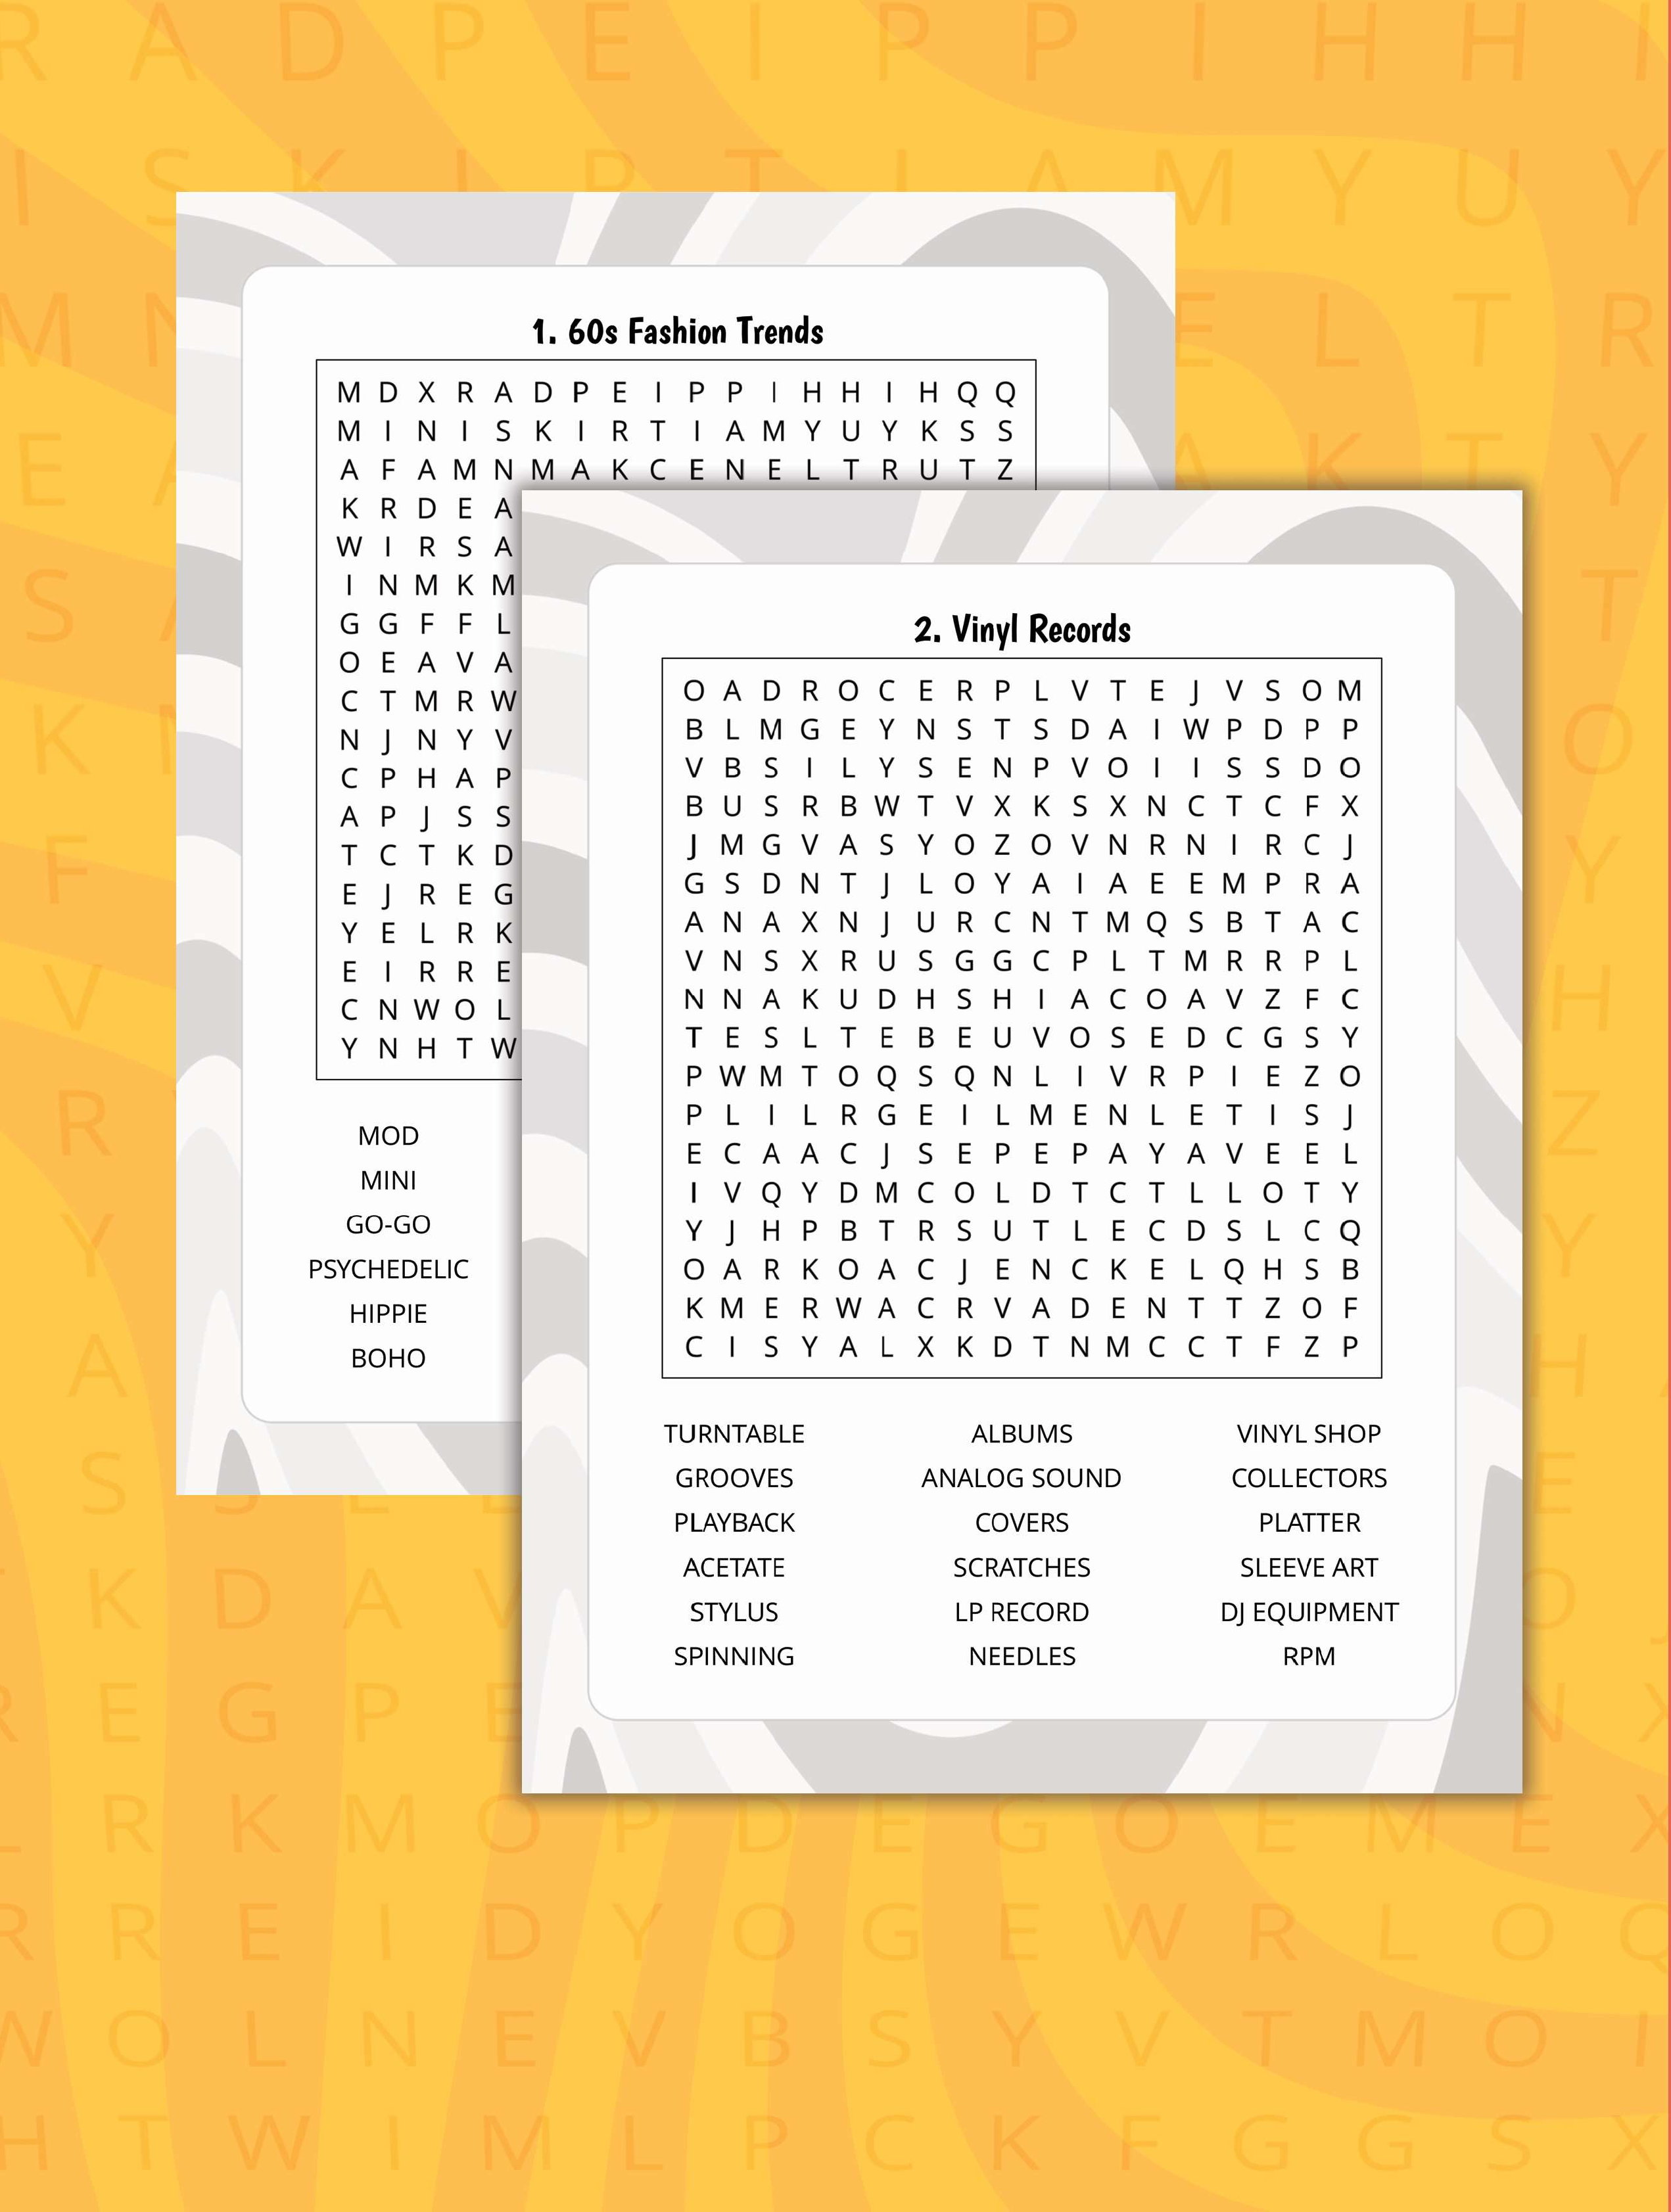 1. 60s Fashion Trends
M D X R A D P E I P P I H H I H Q Q
M I N I S K I R T I A M Y U Y K S S
A F A M N M A K C E N E L T R U T Z
K R D E A
W I R S A
I N M K M
G G F F L
O E A V A
C T M R W
N J N Y V
C P H A P
A P J S S
T C T K D
E J R E G
Y E L R K
E I R R E
C N W O L
Y N H T W
MOD
MINI
GO-GO
PSYCHEDELIC
HIPPIE
BOHO
2. Vinyl Records
O A D R O C E R P L V T E J V S O M
B L M G E Y N S T S D A I W P D P P
V B S I L Y S E N P V O I I S S D O
B U S R B W T V X K S X N C T C F X
J M G V A S Y O Z O V N R N I R C J
G S D N T J L O Y A I A E E M P R A
A N A X N J U R C N T M Q S B T A C
V N S X R U S G G C P L T M R R P L
N N A K U D H S H I A C O A V Z F C
T E S L T E B E U V O S E D C G S Y
P W M T O Q S Q N L I V R P I E Z O
P L I L R G E I L M E N L E T I S J
E C A A C J S E P E P A Y A V E E L
I V Q Y D M C O L D T C T L L O T Y
Y J H P B T R S U T L E C D S L C Q
O A R K O A C J E N C K E L Q H S B
K M E R W A C R V A D E N T T Z O F
C I S Y A L X K D T N M C C T F Z P
TURNTABLE ALBUMS VINYL SHOP
GROOVES ANALOG SOUND COLLECTORS
PLAYBACK COVERS PLATTER
ACETATE SCRATCHES SLEEVE ART
STYLUS LP RECORD DJ EQUIPMENT
SPINNING NEEDLES RPM